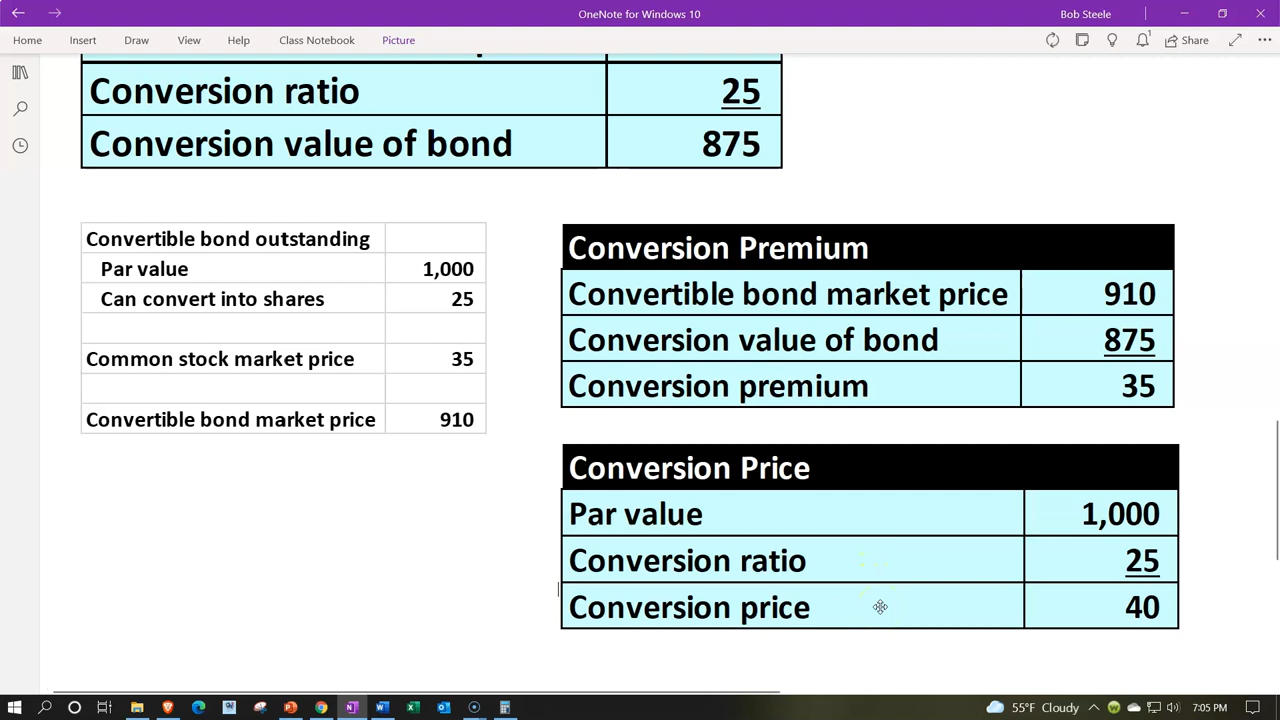 OneNote for Windows 10
Bob Steele
Home Insert Draw View Help Class Notebook Picture
Share
Conversion ratio 25
Conversion value of bond 875
Convertible bond outstanding
Par value 1,000
Can convert into shares 25
Common stock market price 35
Convertible bond market price 910
Conversion Premium
Convertible bond market price 910
Conversion value of bond 875
Conversion premium 35
Conversion Price
Par value 1,000
Conversion ratio 25
Conversion price 40
55°F Cloudy
7:05 PM